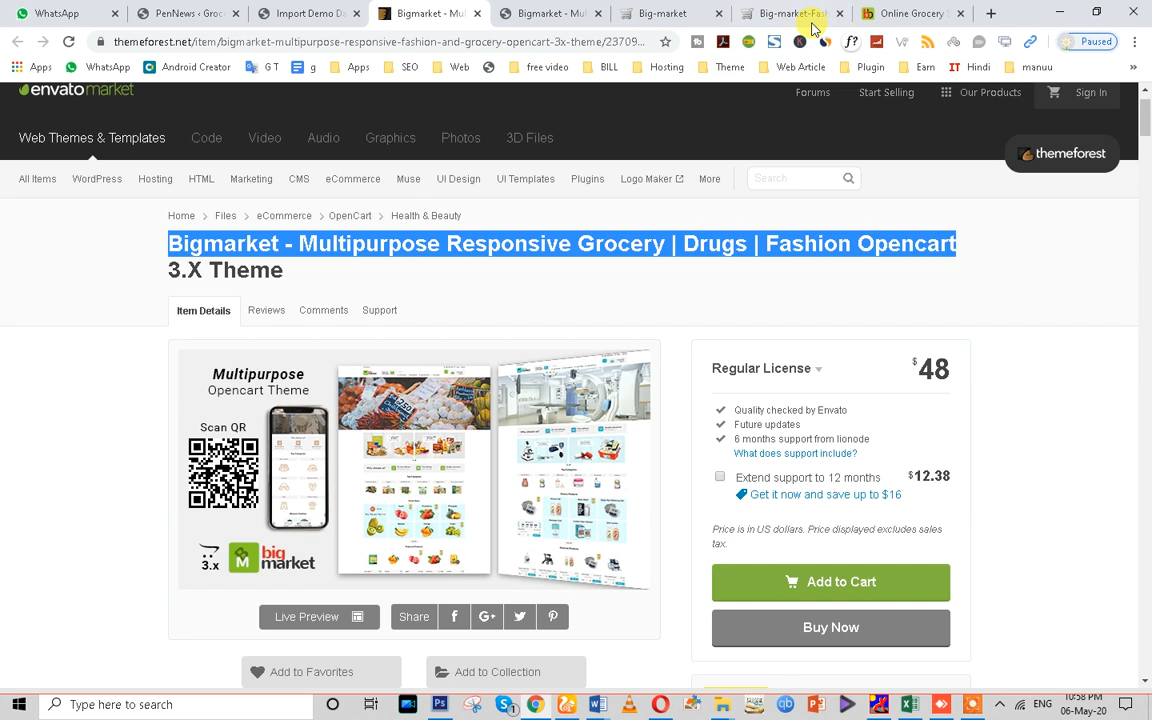 WhatsApp
PenNews ‹ Groc
Import Demo Da
Bigmarket - Mul
Bigmarket - Mul
Big-market
Big-market-Fash
Online Grocery S
themeforest.net/item/bigmarket-multipurpose-responsive-fashion-and-grocery-opencart-3x-theme/23709...
Paused
Apps WhatsApp Android Creator G T g Apps SEO Web free video BILL Hosting Theme Web Article Plugin Earn Hindi manuu
envatomarket
Forums Start Selling Our Products Sign In
Web Themes & Templates Code Video Audio Graphics Photos 3D Files
themeforest
All Items WordPress Hosting HTML Marketing CMS eCommerce Muse UI Design UI Templates Plugins Logo Maker More Search
Home > Files > eCommerce > OpenCart > Health & Beauty
Bigmarket - Multipurpose Responsive Grocery | Drugs | Fashion Opencart
3.X Theme
Item Details Reviews Comments Support
Multipurpose
Opencart Theme
Scan QR
3.x
M big
market
Live Preview
Share
Add to Favorites
Add to Collection
Regular License $48
Quality checked by Envato
Future updates
6 months support from lionode
What does support include?
Extend support to 12 months $12.38
Get it now and save up to $16
Price is in US dollars. Price displayed excludes sales
tax.
Add to Cart
Buy Now
Type here to search
ENG
10:58 PM
06-May-20